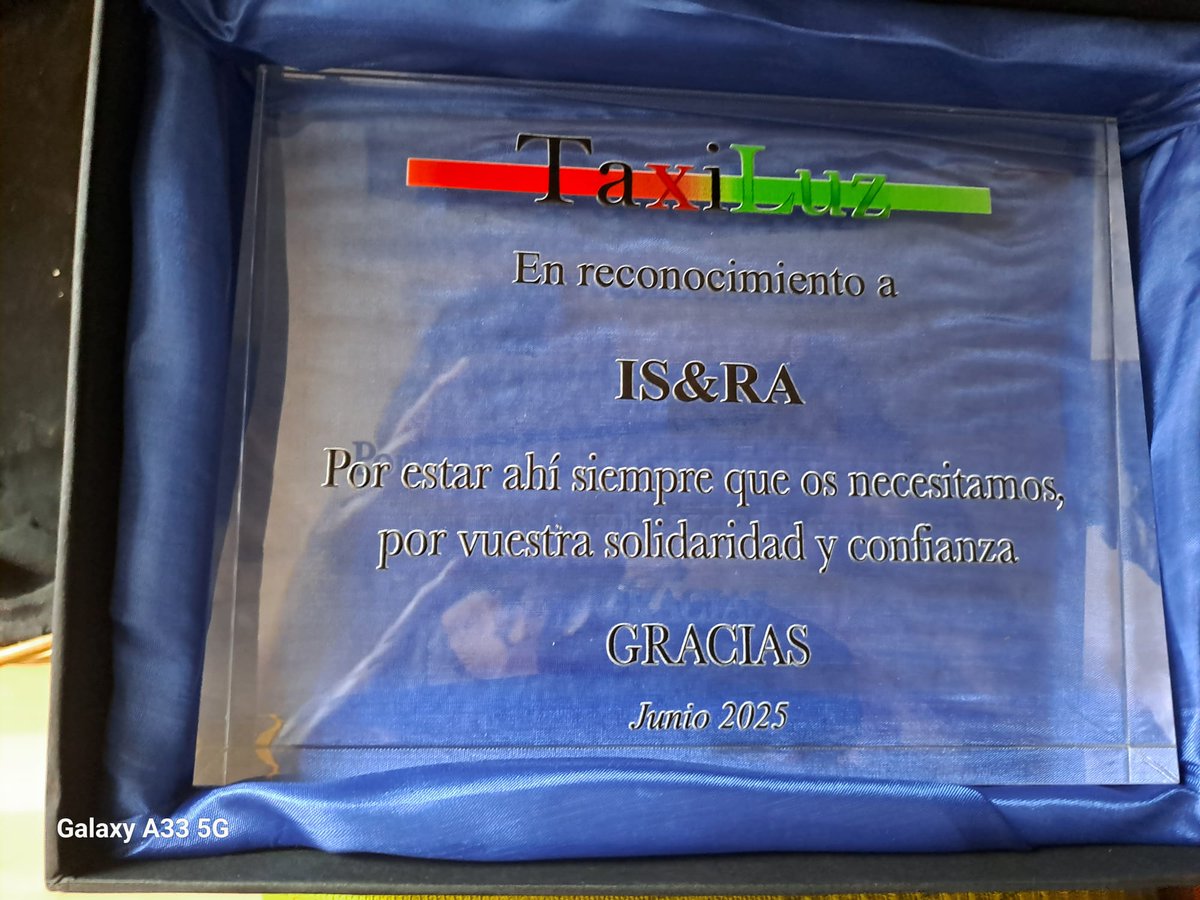 TaxiLuz
En reconocimiento a
IS&RA
Por estar ahí siempre que os necesitamos,
por vuestra solidaridad y confianza
GRACIAS
Junio 2025
Galaxy A33 5G